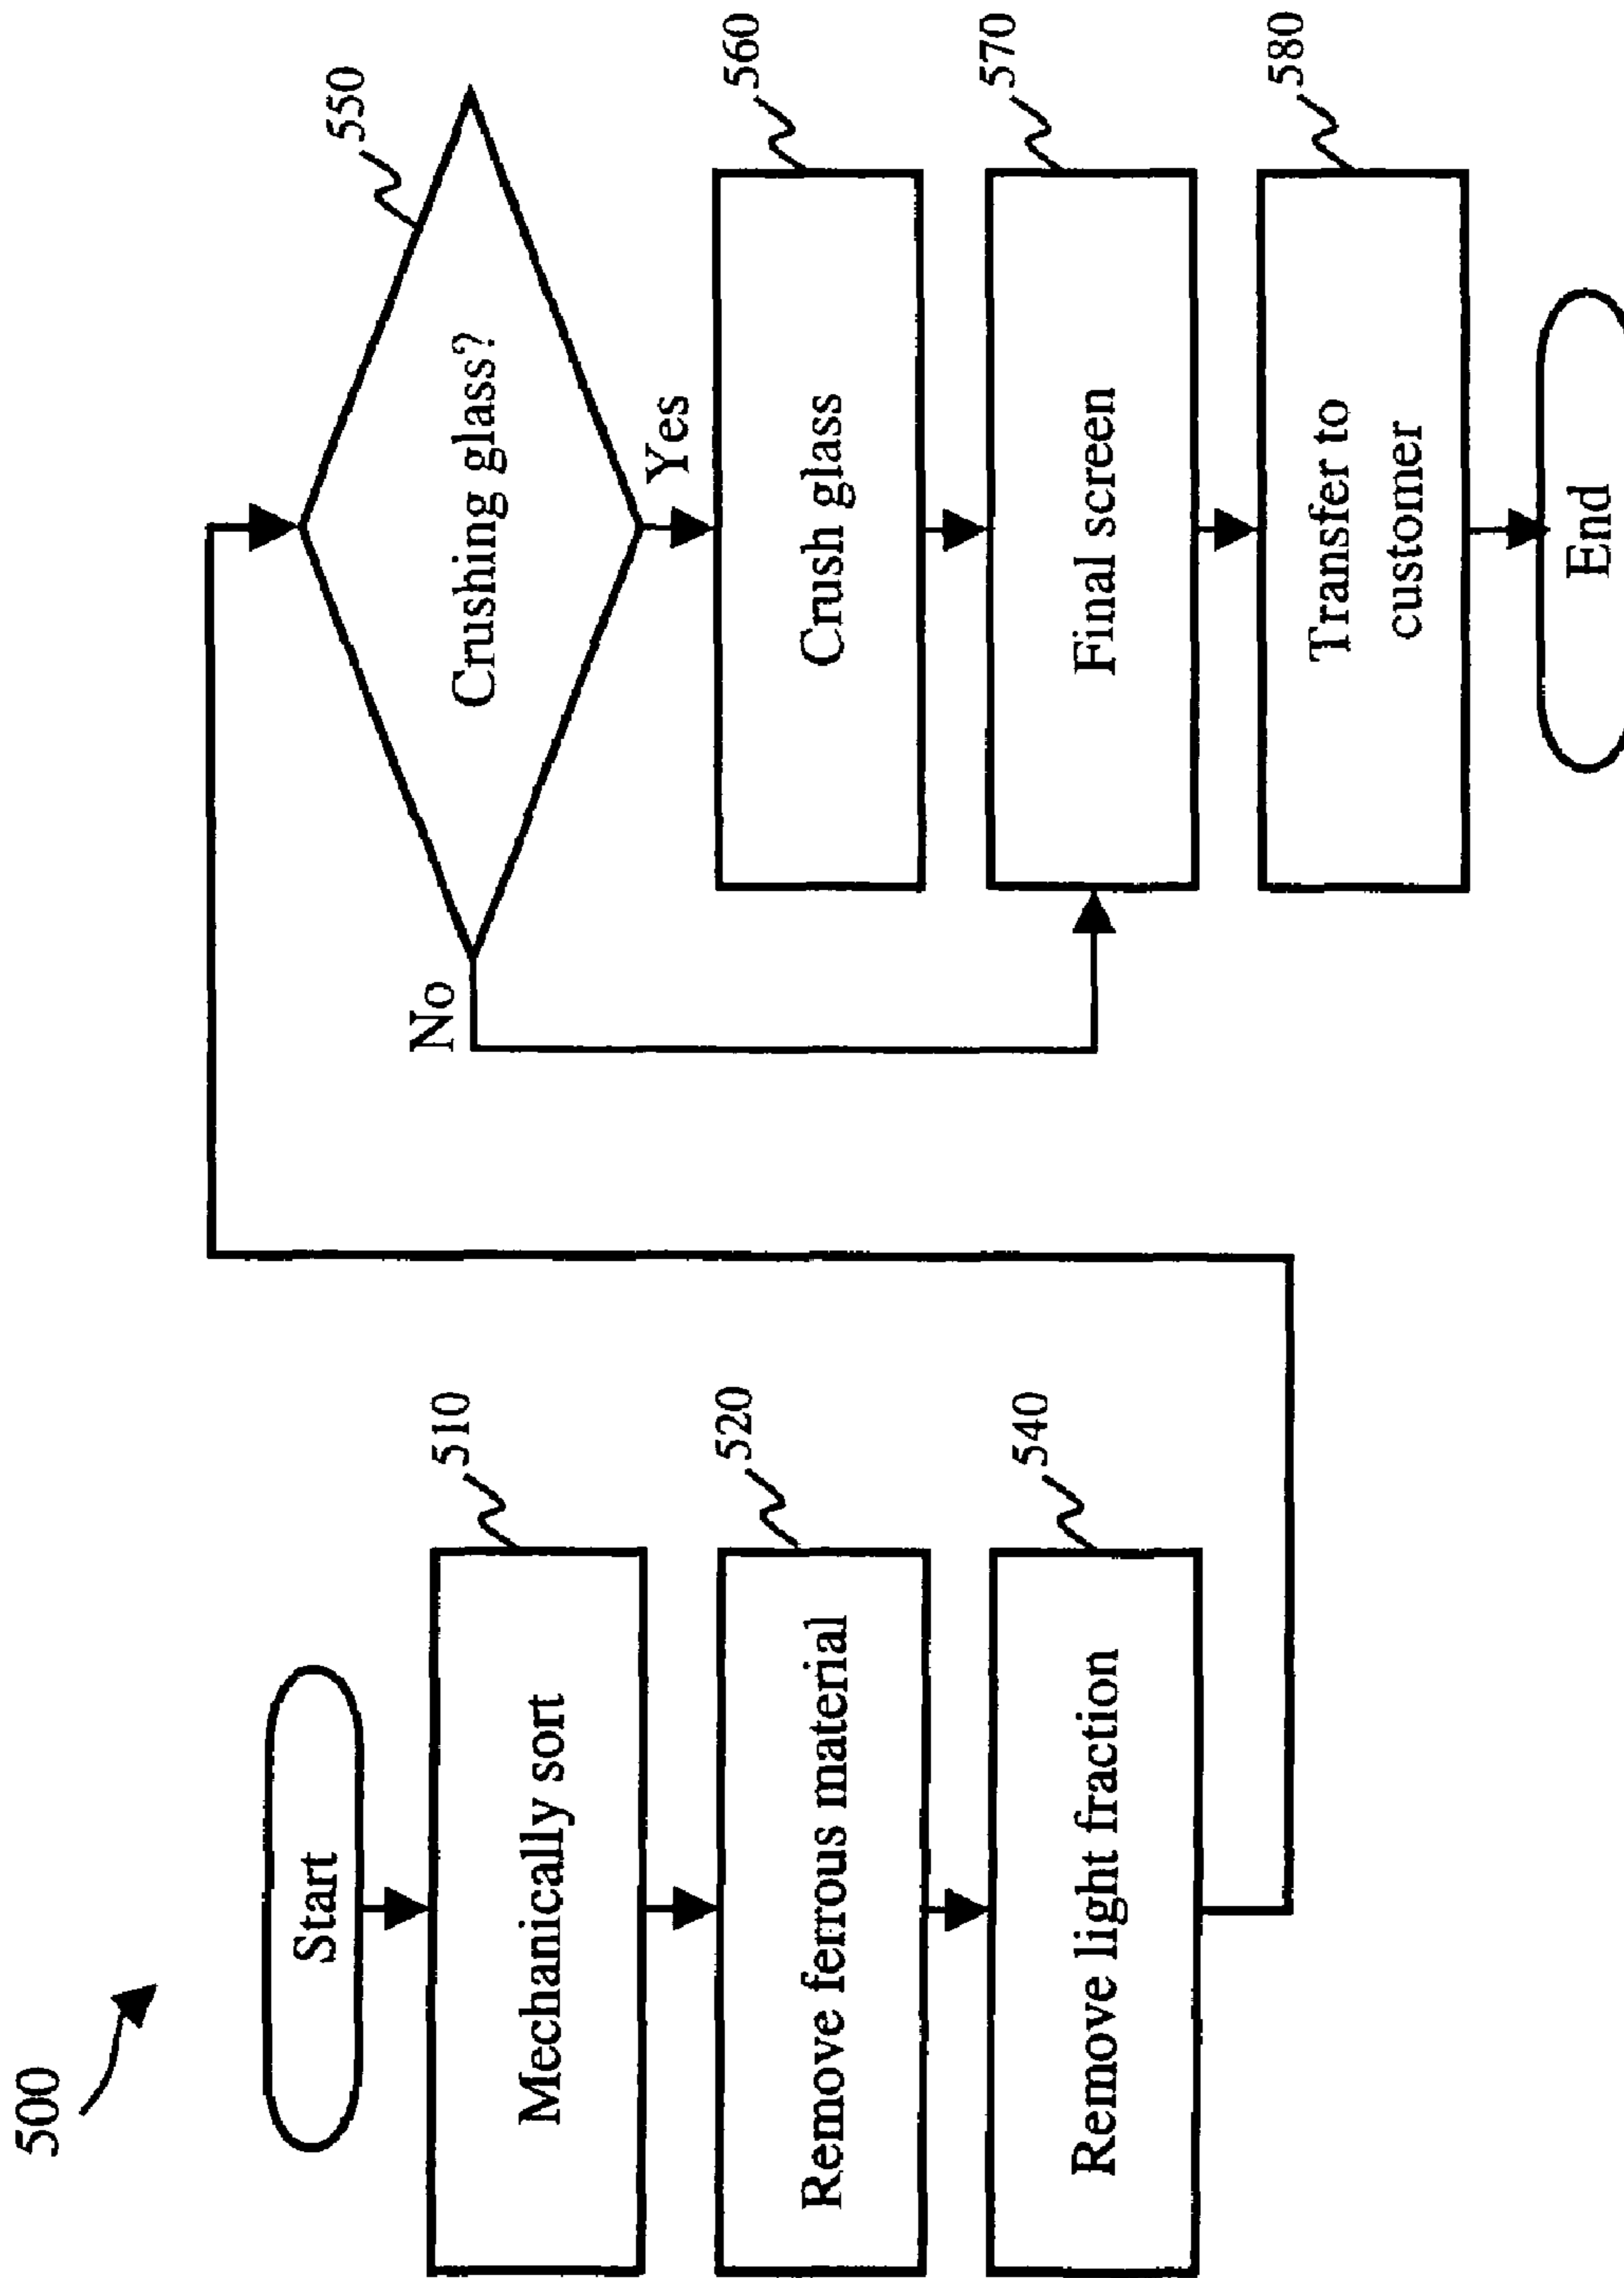 500
Start
510
Mechanically sort
520
Remove ferrous material
540
Remove light fraction
550
Crushing glass?
No
Yes
560
Crush glass
570
Final screen
580
Transfer to
customer
End